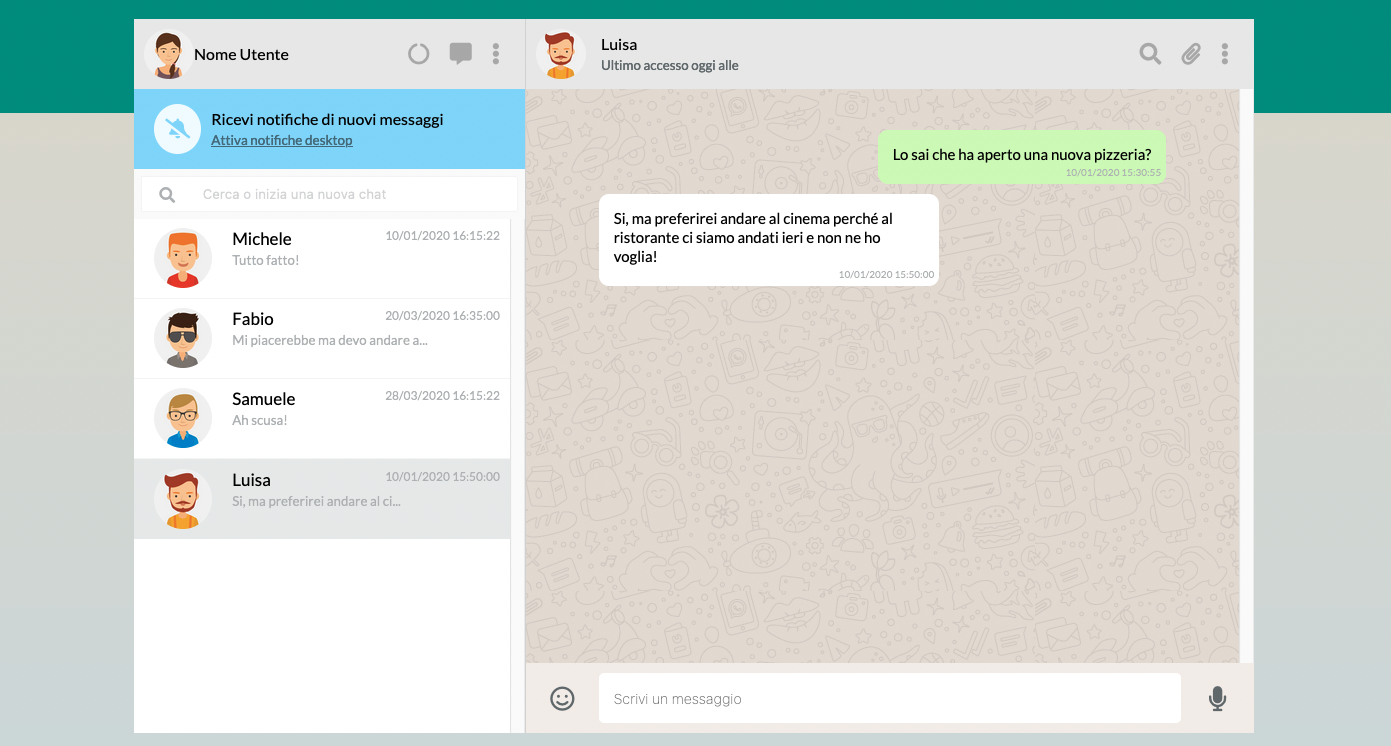 Nome Utente
Ricevi notifiche di nuovi messaggi
Attiva notifiche desktop
Cerca o inizia una nuova chat
Michele
10/01/2020 16:15:22
Tutto fatto!
Fabio
20/03/2020 16:35:00
Mi piacerebbe ma devo andare a...
Samuele
28/03/2020 16:15:22
Ah scusa!
Luisa
10/01/2020 15:50:00
Si, ma preferirei andare al ci...
Luisa
Ultimo accesso oggi alle
Lo sai che ha aperto una nuova pizzeria?
10/01/2020 15:30:55
Si, ma preferirei andare al cinema perché al
ristorante ci siamo andati ieri e non ne ho
voglia!
10/01/2020 15:50:00
Scrivi un messaggio